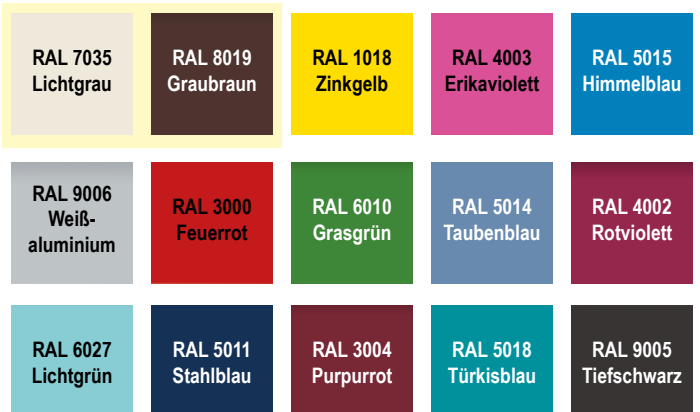 RAL 7035
Lichtgrau
RAL 8019
Graubraun
RAL 1018
Zinkgelb
RAL 4003
Erikaviolett
RAL 5015
Himmelblau
RAL 9006
Weiß-
aluminium
RAL 3000
Feuerrot
RAL 6010
Grasgrün
RAL 5014
Taubenblau
RAL 4002
Rotviolett
RAL 6027
Lichtgrün
RAL 5011
Stahlblau
RAL 3004
Purpurrot
RAL 5018
Türkisblau
RAL 9005
Tiefschwarz